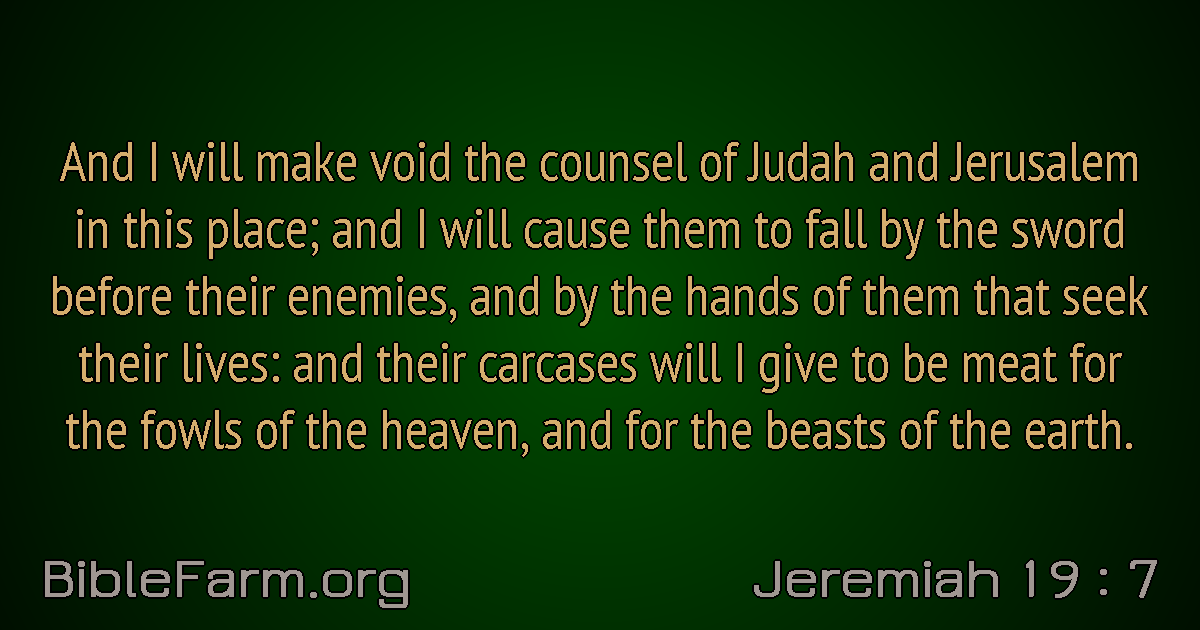 And I will make void the counsel of Judah and Jerusalem
in this place; and I will cause them to fall by the sword
before their enemies, and by the hands of them that seek
their lives: and their carcases will I give to be meat for
the fowls of the heaven, and for the beasts of the earth.
BibleFarm.org
Jeremiah 19 : 7